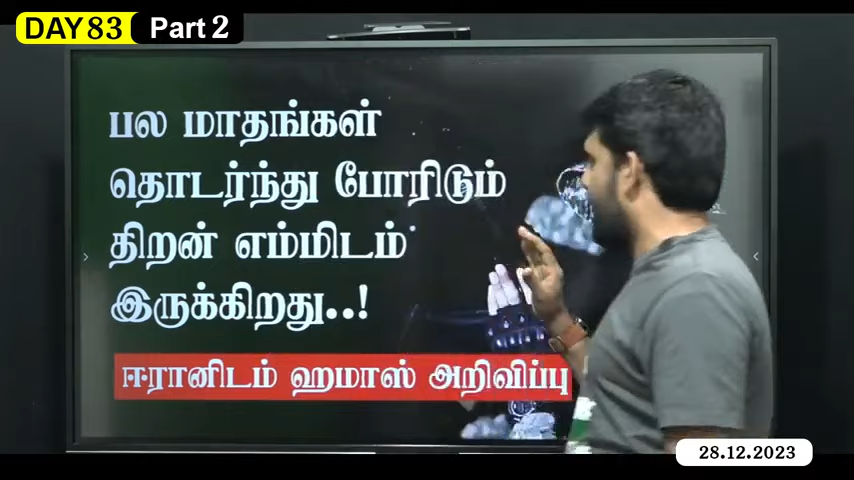 DAY 83 Part 2
பல மாதங்கள்
தொடர்ந்து போரிடும்
திறன் எம்மிடம்
இருக்கிறது..!
ஈரானிடம் ஹமாஸ் அறிவிப்பு
28.12.2023